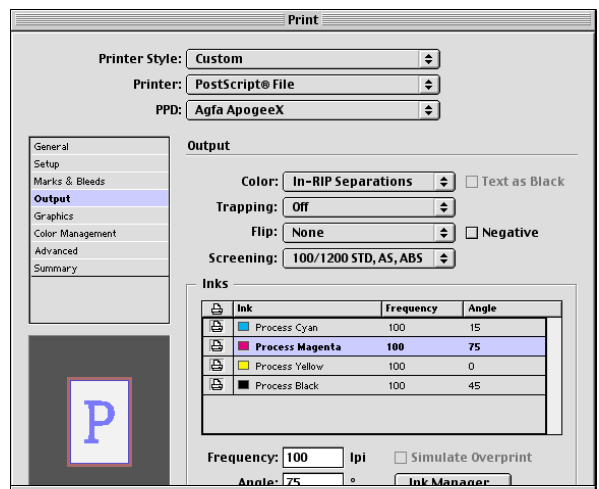 Print
Printer Style: Custom
Printer: PostScript® File
PPD: Agfa ApogeeX
General
Setup
Marks & Bleeds
Output
Graphics
Color Management
Advanced
Summary
Output
Color: In-RIP Separations Text as Black
Trapping: Off
Flip: None Negative
Screening: 100/1200 STD, AS, ABS
Inks
Ink Frequency Angle
Process Cyan 100 15
Process Magenta 100 75
Process Yellow 100 0
Process Black 100 45
P
Frequency: 100 lpi Simulate Overprint
Angle: 75 ° Ink Manager